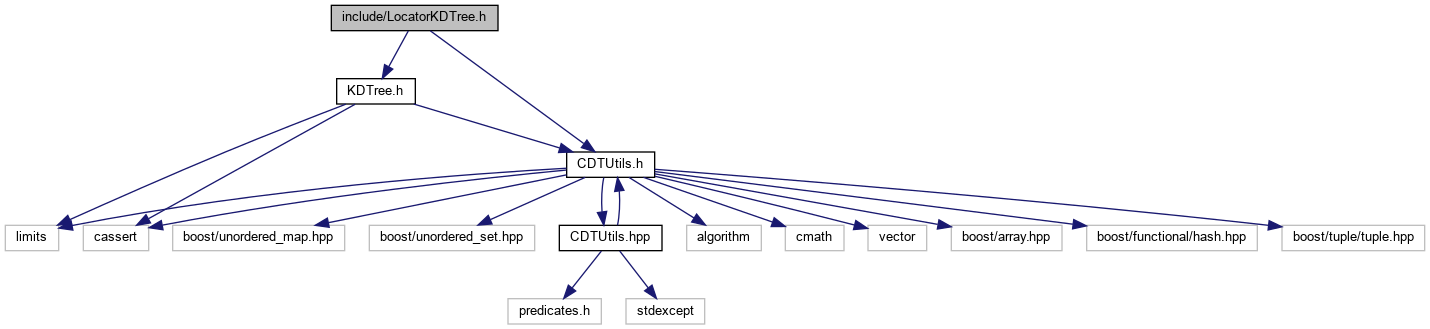 include/LocatorKDTree.h
KDTree.h
CDTUtils.h
limits
cassert
boost/unordered_map.hpp
boost/unordered_set.hpp
CDTUtils.hpp
algorithm
cmath
vector
boost/array.hpp
boost/functional/hash.hpp
boost/tuple/tuple.hpp
predicates.h
stdexcept